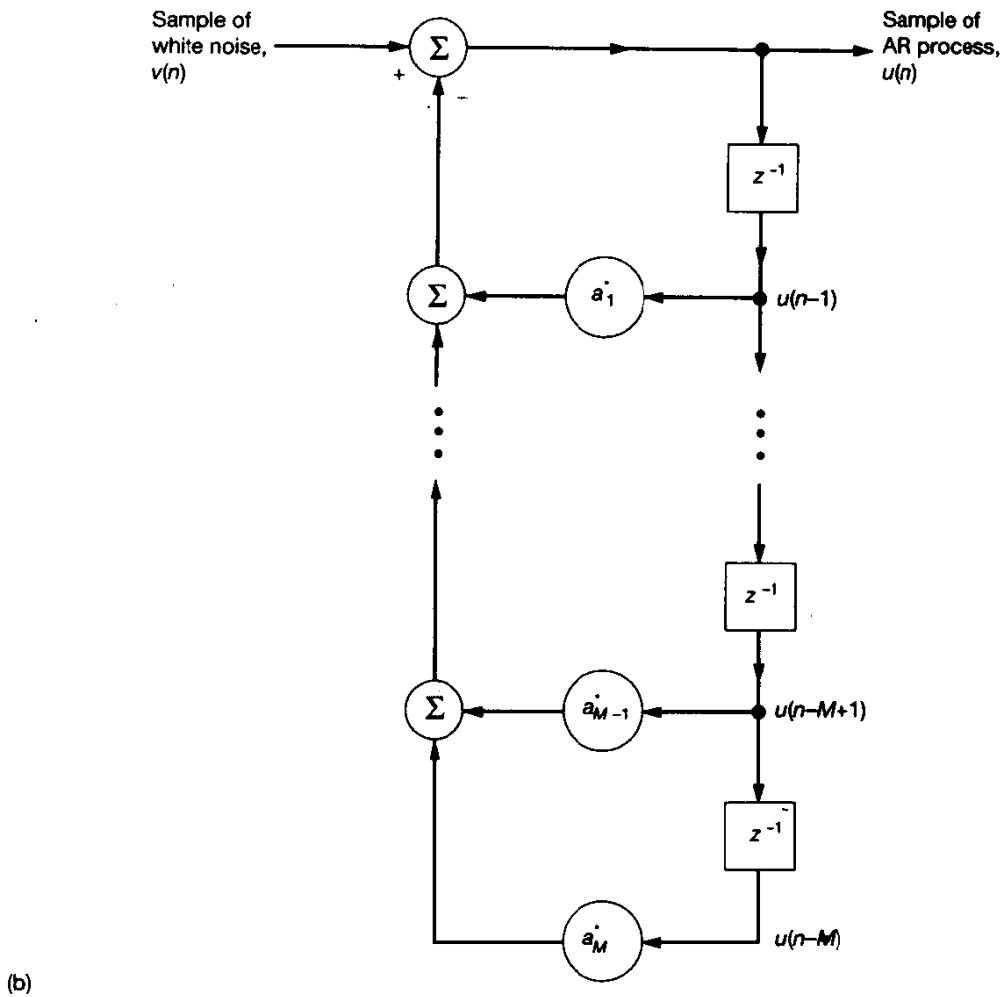 Sample of
white noise,
v(n)
Sample of
AR process,
u(n)
Σ
+
−
z⁻¹
Σ
a*₁
u(n–1)
z⁻¹
Σ
a*M–1
u(n–M+1)
z⁻¹
a*M
u(n–M)
(b)